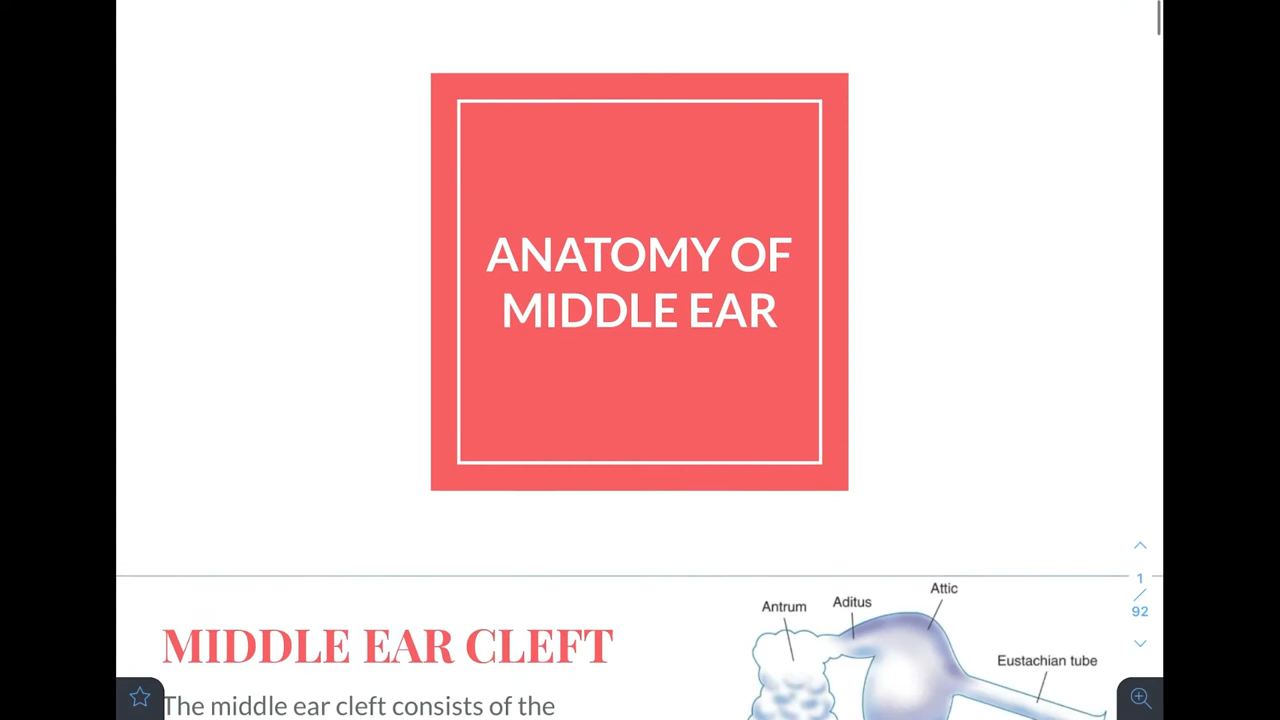 ANATOMY OF
MIDDLE EAR
1
/
92
Antrum
Aditus
Attic
MIDDLE EAR CLEFT
Eustachian tube
The middle ear cleft consists of the